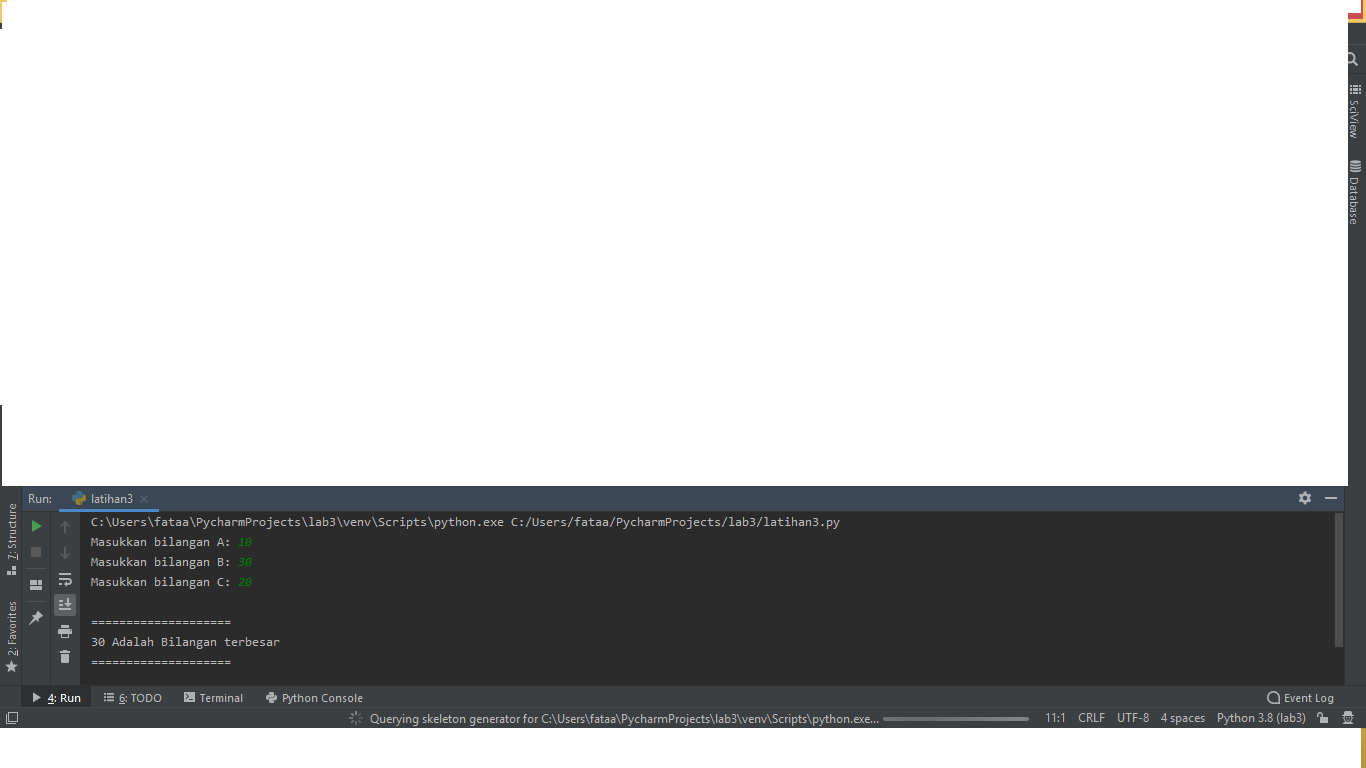 SciView
Database
Run: latihan3
7: Structure
2: Favorites
C:\Users\fataa\PycharmProjects\lab3\venv\Scripts\python.exe C:/Users/fataa/PycharmProjects/lab3/latihan3.py
Masukkan bilangan A: 10
Masukkan bilangan B: 30
Masukkan bilangan C: 20
====================
30 Adalah Bilangan terbesar
====================
4: Run 6: TODO Terminal Python Console Event Log
Querying skeleton generator for C:\Users\fataa\PycharmProjects\lab3\venv\Scripts\python.exe... 11:1 CRLF UTF-8 4 spaces Python 3.8 (lab3)